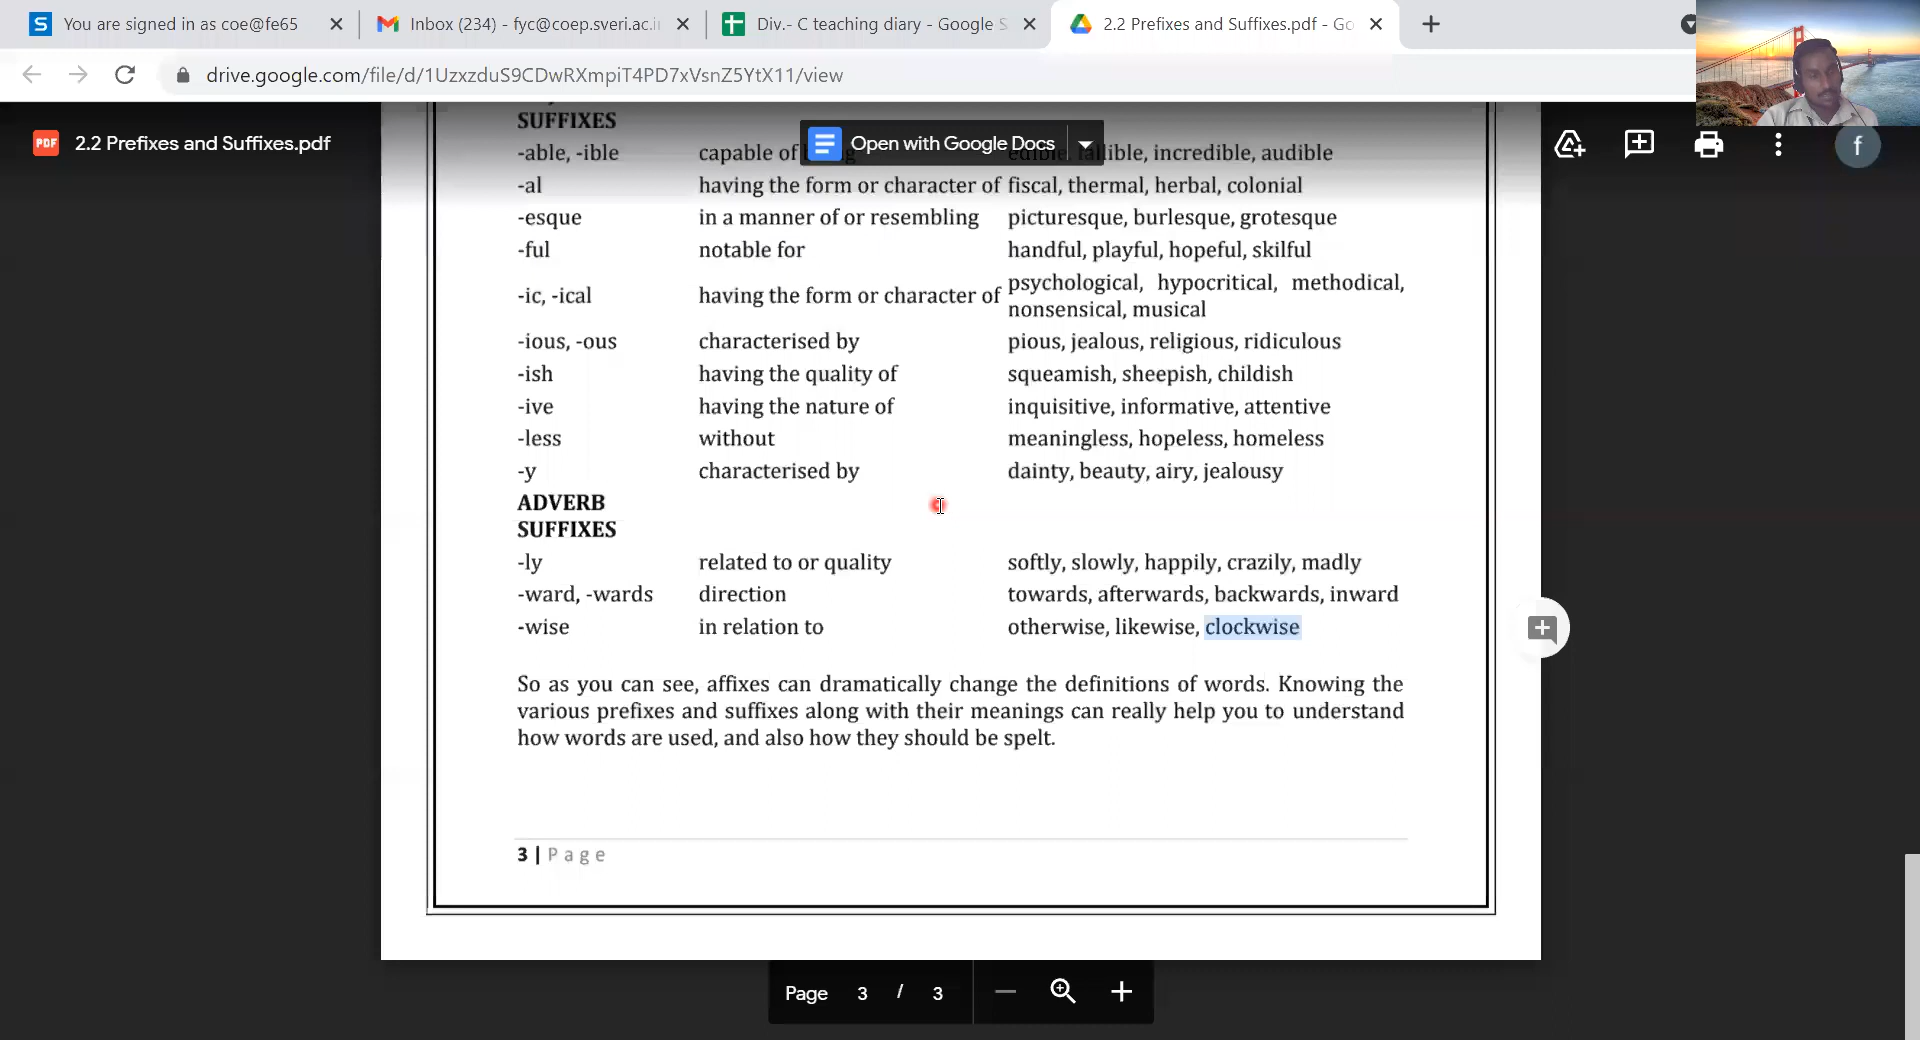 You are signed in as coe@fe65
Inbox (234) - fyc@coep.sveri.ac.i
Div.- C teaching diary - Google S
2.2 Prefixes and Suffixes.pdf - Go
drive.google.com/file/d/1UzxzduS9CDwRXmpiT4PD7xVsnZ5YtX11/view
PDF 2.2 Prefixes and Suffixes.pdf
Open with Google Docs
f
SUFFIXES
-able, -ible capable of edible, fallible, incredible, audible
-al having the form or character of fiscal, thermal, herbal, colonial
-esque in a manner of or resembling picturesque, burlesque, grotesque
-ful notable for handful, playful, hopeful, skilful
-ic, -ical having the form or character of psychological, hypocritical, methodical,
nonsensical, musical
-ious, -ous characterised by pious, jealous, religious, ridiculous
-ish having the quality of squeamish, sheepish, childish
-ive having the nature of inquisitive, informative, attentive
-less without meaningless, hopeless, homeless
-y characterised by dainty, beauty, airy, jealousy
ADVERB
SUFFIXES
-ly related to or quality softly, slowly, happily, crazily, madly
-ward, -wards direction towards, afterwards, backwards, inward
-wise in relation to otherwise, likewise, clockwise
So as you can see, affixes can dramatically change the definitions of words. Knowing the
various prefixes and suffixes along with their meanings can really help you to understand
how words are used, and also how they should be spelt.
3 | Page
Page 3 / 3